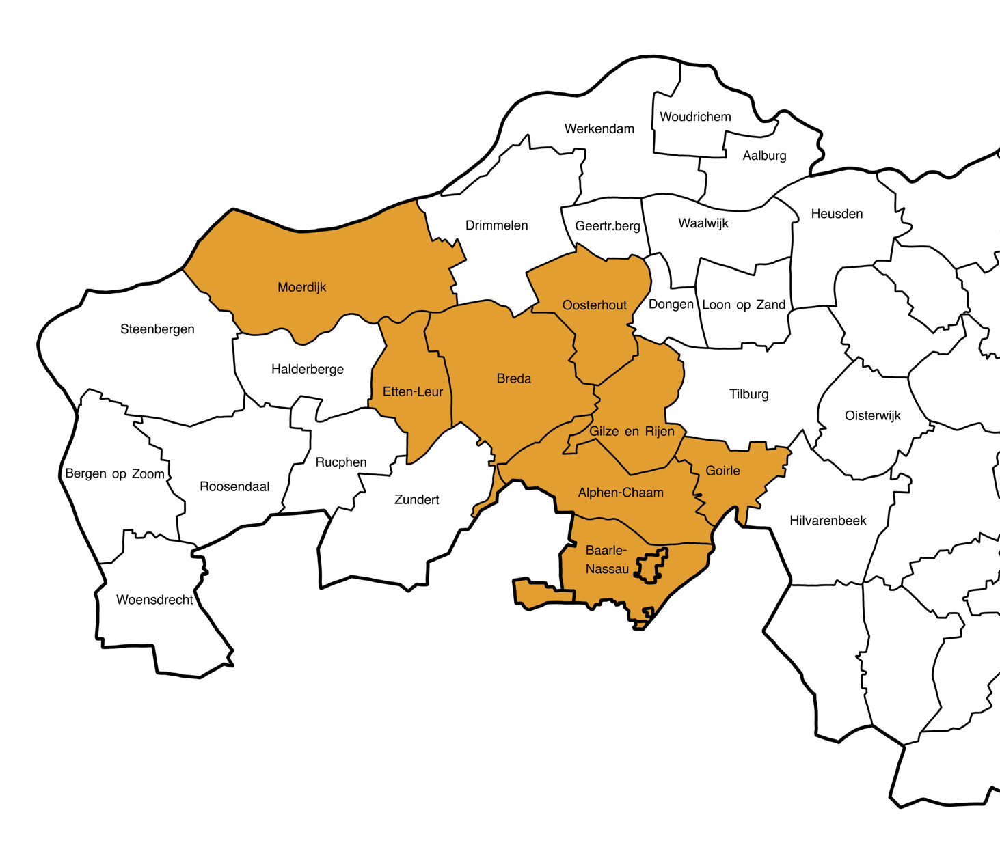 Woudrichem
Werkendam
Aalburg
Heusden
Drimmelen
Geertr.berg
Waalwijk
Moerdijk
Oosterhout
Dongen
Loon op Zand
Steenbergen
Halderberge
Breda
Etten-Leur
Tilburg
Oisterwijk
Gilze en Rijen
Rucphen
Goirle
Bergen op Zoom
Roosendaal
Alphen-Chaam
Zundert
Hilvarenbeek
Baarle-
Nassau
Woensdrecht